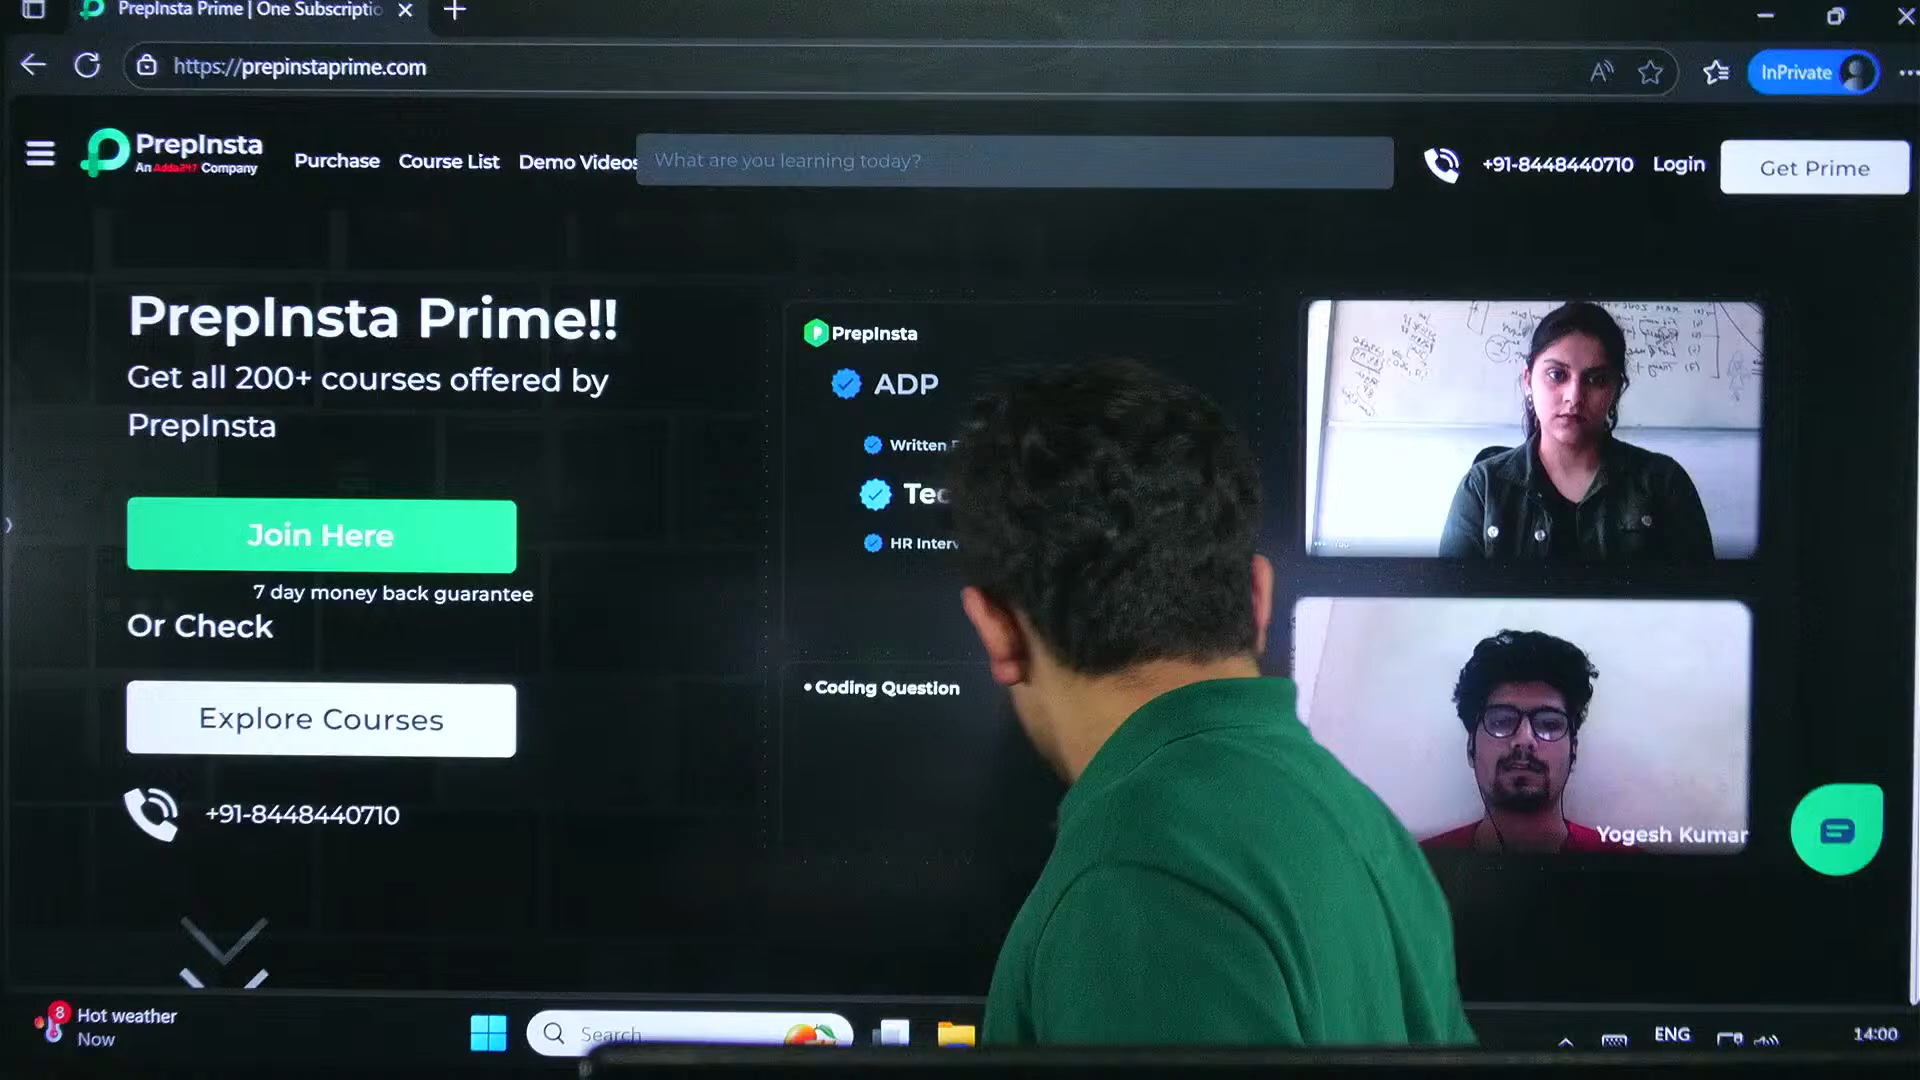 PrepInsta Prime | One Subscriptio
https://prepinstaprime.com
InPrivate
PrepInsta
An Adda247 Company
Purchase
Course List
Demo Videos
What are you learning today?
+91-8448440710
Login
Get Prime
PrepInsta Prime!!
Get all 200+ courses offered by
PrepInsta
Join Here
7 day money back guarantee
Or Check
Explore Courses
+91-8448440710
PrepInsta
ADP
Written
Tec
HR Interv
• Coding Question
Yogesh Kumar
8
Hot weather
Now
Search
ENG
14:00